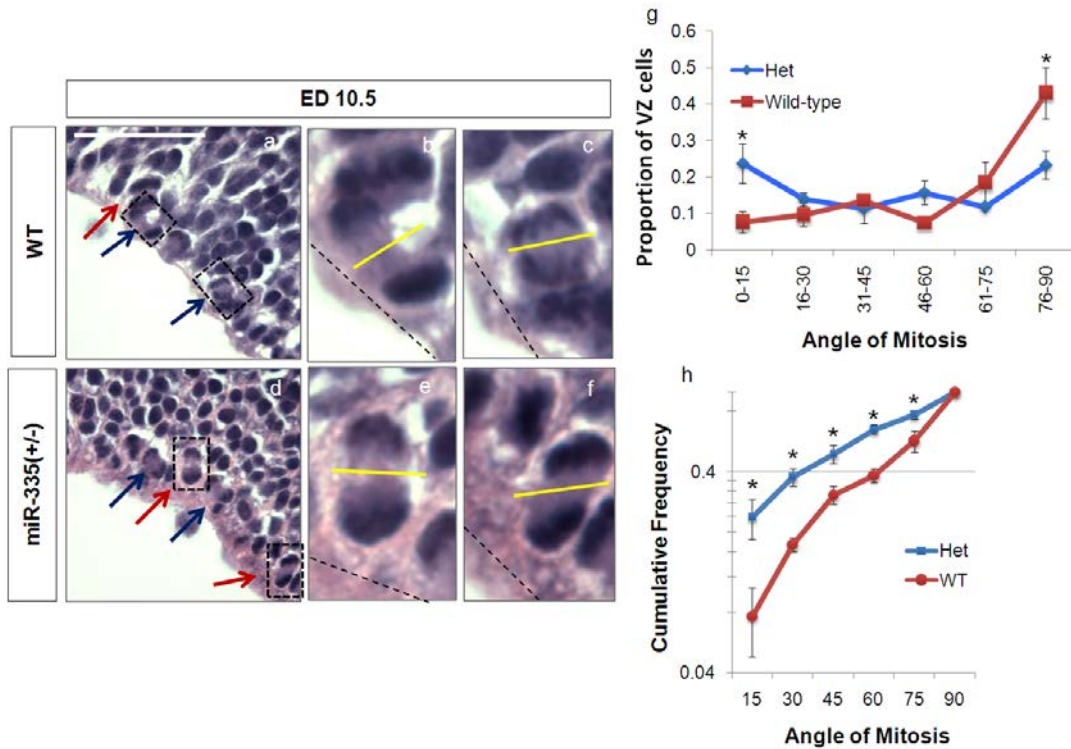 ED 10.5
WT
a
b
c
miR-335(+/-)
d
e
f
g
Proportion of VZ cells
0.6
0.5
0.4
0.3
0.2
0.1
0
Het
Wild-type
*
*
0-15
16-30
31-45
46-60
61-75
76-90
Angle of Mitosis
h
Cumulative Frequency
0.4
0.04
*
*
*
*
*
Het
WT
15
30
45
60
75
90
Angle of Mitosis